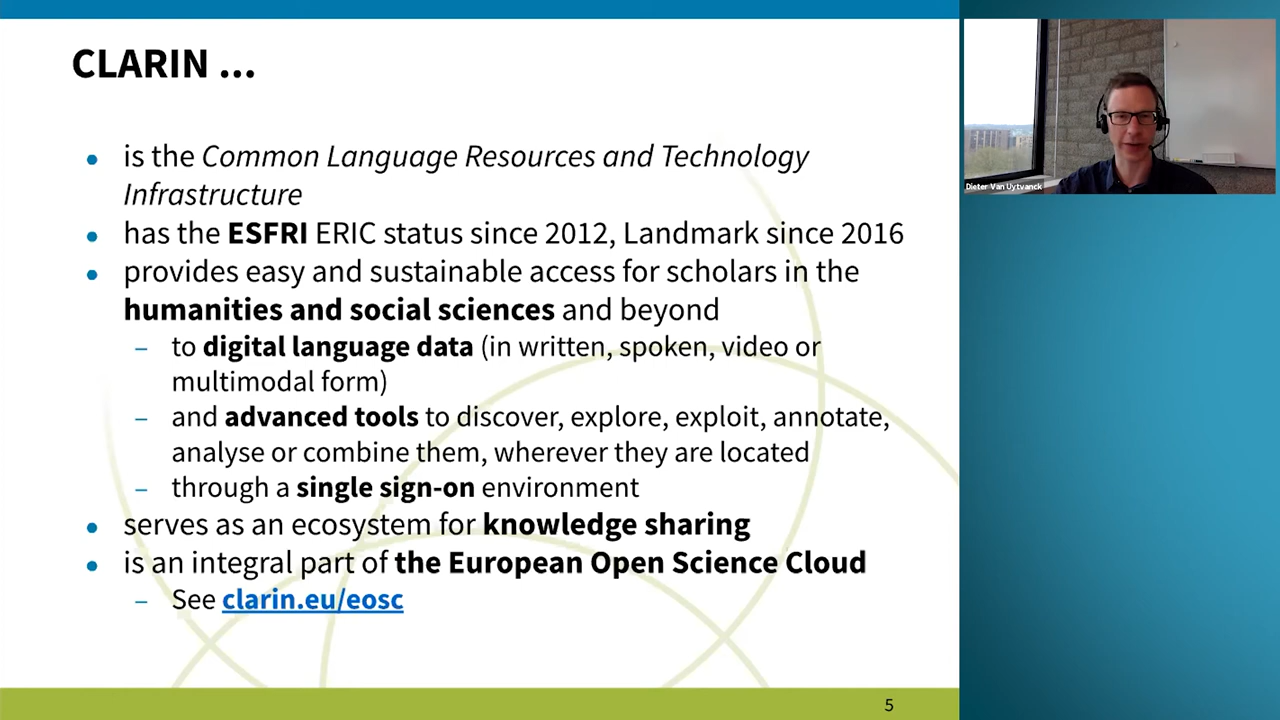 CLARIN ...
• is the Common Language Resources and Technology
Infrastructure
• has the ESFRI ERIC status since 2012, Landmark since 2016
• provides easy and sustainable access for scholars in the
humanities and social sciences and beyond
– to digital language data (in written, spoken, video or
multimodal form)
– and advanced tools to discover, explore, exploit, annotate,
analyse or combine them, wherever they are located
– through a single sign-on environment
• serves as an ecosystem for knowledge sharing
• is an integral part of the European Open Science Cloud
– See clarin.eu/eosc
5
Dieter Van Uytvanck